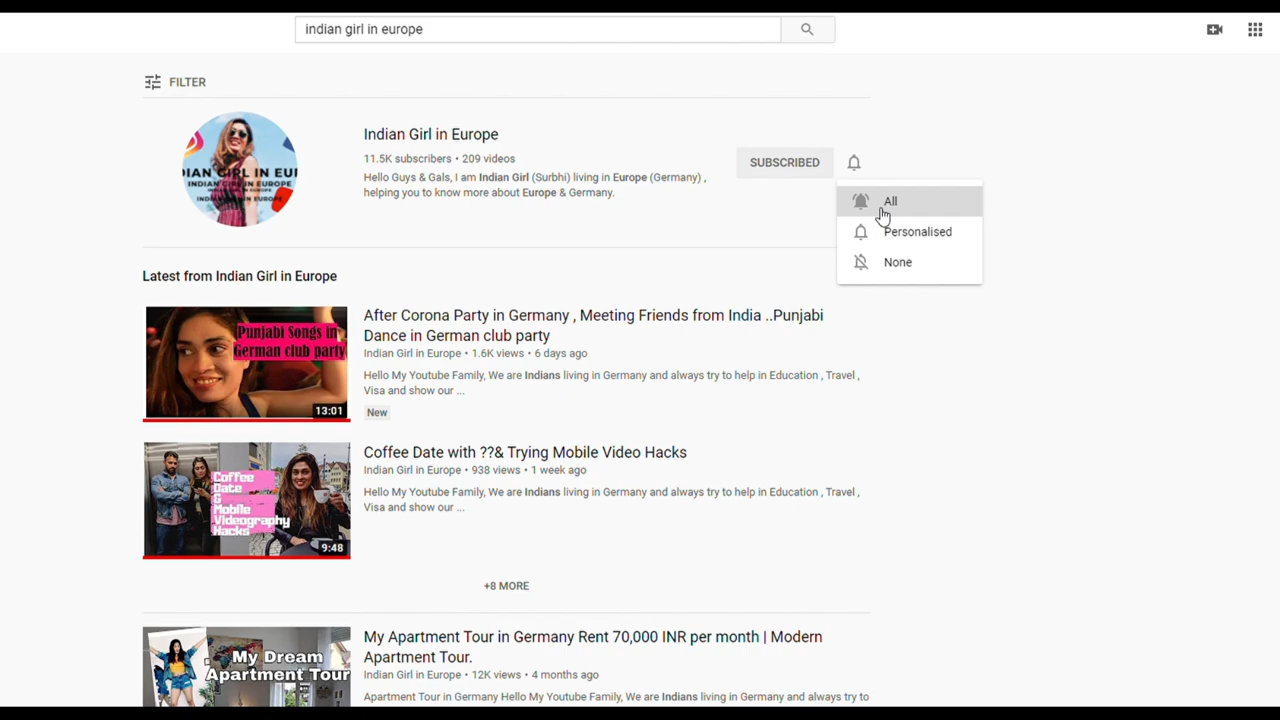 indian girl in europe
FILTER
Indian Girl in Europe
11.5K subscribers • 209 videos
Hello Guys & Gals, I am Indian Girl (Surbhi) living in Europe (Germany) ,
helping you to know more about Europe & Germany.
SUBSCRIBED
All
Personalised
None
IAN GIRL IN EU
INDIAN GIRL IN EUROPE
Latest from Indian Girl in Europe
Punjabi Songs in
German club party
13:01
After Corona Party in Germany , Meeting Friends from India ..Punjabi
Dance in German club party
Indian Girl in Europe • 1.6K views • 6 days ago
Hello My Youtube Family, We are Indians living in Germany and always try to help in Education , Travel ,
Visa and show our ...
New
Coffee
Date
&
Mobile
Videography
Hacks
9:48
Coffee Date with ??& Trying Mobile Video Hacks
Indian Girl in Europe • 938 views • 1 week ago
Hello My Youtube Family, We are Indians living in Germany and always try to help in Education , Travel ,
Visa and show our ...
+8 MORE
My Dream
Apartment Tour
My Apartment Tour in Germany Rent 70,000 INR per month | Modern
Apartment Tour.
Indian Girl in Europe • 12K views • 4 months ago
Apartment Tour in Germany Hello My Youtube Family, We are Indians living in Germany and always try to